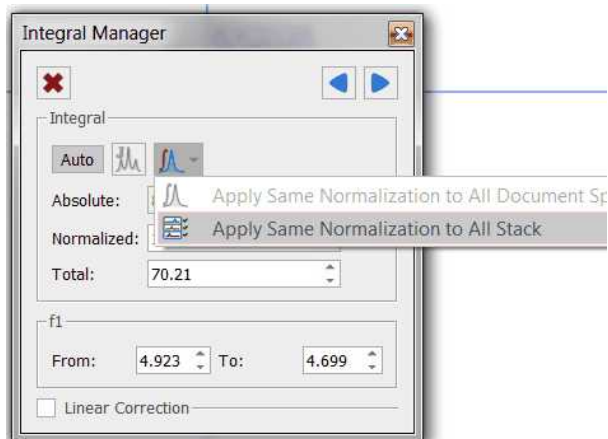 Integral Manager
Integral
Auto
Apply Same Normalization to All Document Sp
Absolute:
Apply Same Normalization to All Stack
Normalized:
Total: 70.21
f1
From: 4.923 To: 4.699
Linear Correction